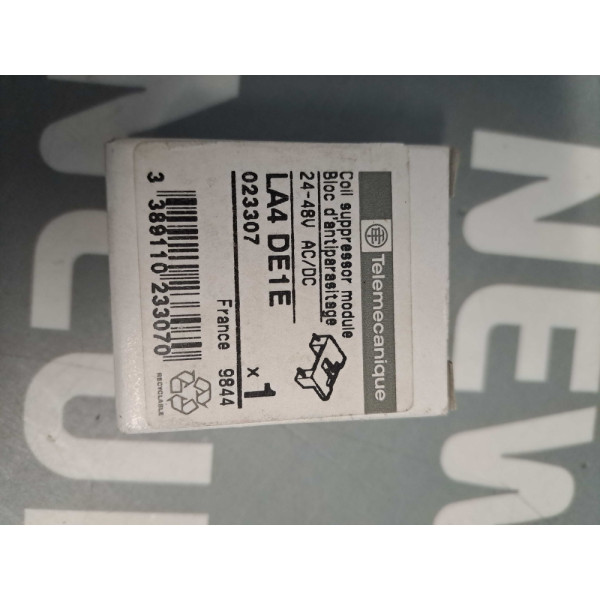 Telemecanique
Coil suppressor module
Bloc d'antiparasitage
24-48V AC/DC
LA4 DE1E
023307
x 1
France 9844
3 389110 233070
RECYCLABLE
NEW